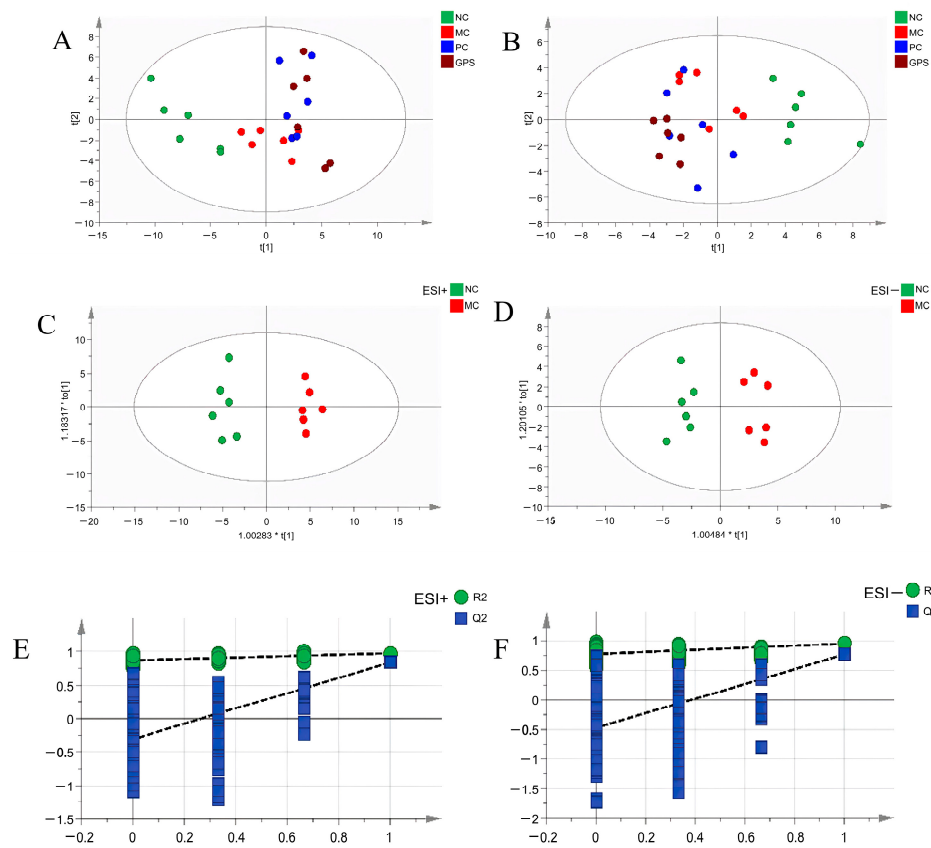 A
NC
MC
PC
GPS
t[2]
8
6
4
2
0
−2
−4
−6
−8
−10
−15
−10
−5
0
5
10
t[1]
B
NC
MC
PC
GPS
t[2]
6
4
2
0
−2
−4
−6
−8
−10
−8
−6
−4
−2
0
2
4
6
8
t[1]
C
ESI+
NC
MC
1.18317 * to[1]
10
5
0
−5
−10
−15
−20
−15
−10
−5
0
5
10
15
1.00283 * t[1]
D
ESI−
NC
MC
1.20105 * to[1]
8
6
4
2
0
−2
−4
−6
−8
−10
−15
−10
−5
0
5
10
1.00484 * t[1]
E
ESI+
R2
Q2
1
0.5
0
−0.5
−1
−1.5
−0.2
0
0.2
0.4
0.6
0.8
1
F
ESI−
R
Q
1
0.5
0
−0.5
−1
−1.5
−2
−0.2
0
0.2
0.4
0.6
0.8
1